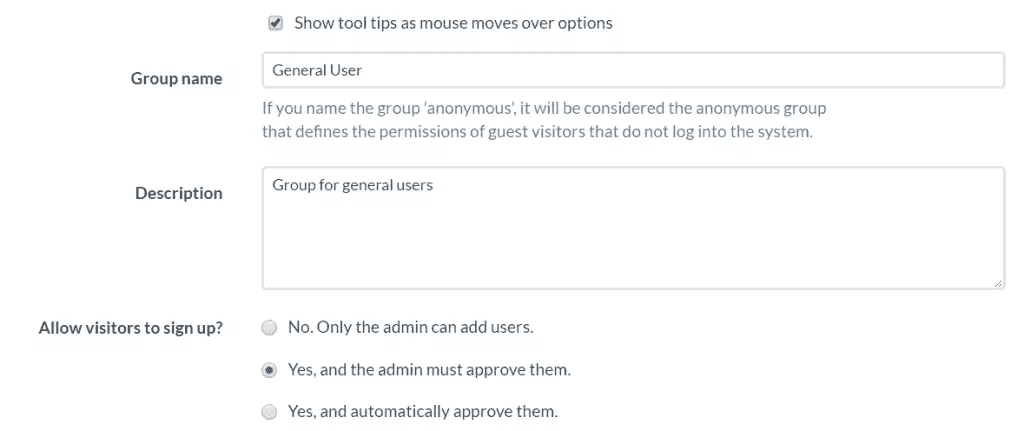 Show tool tips as mouse moves over options
Group name
General User
If you name the group 'anonymous', it will be considered the anonymous group
that defines the permissions of guest visitors that do not log into the system.
Description
Group for general users
Allow visitors to sign up?
No. Only the admin can add users.
Yes, and the admin must approve them.
Yes, and automatically approve them.